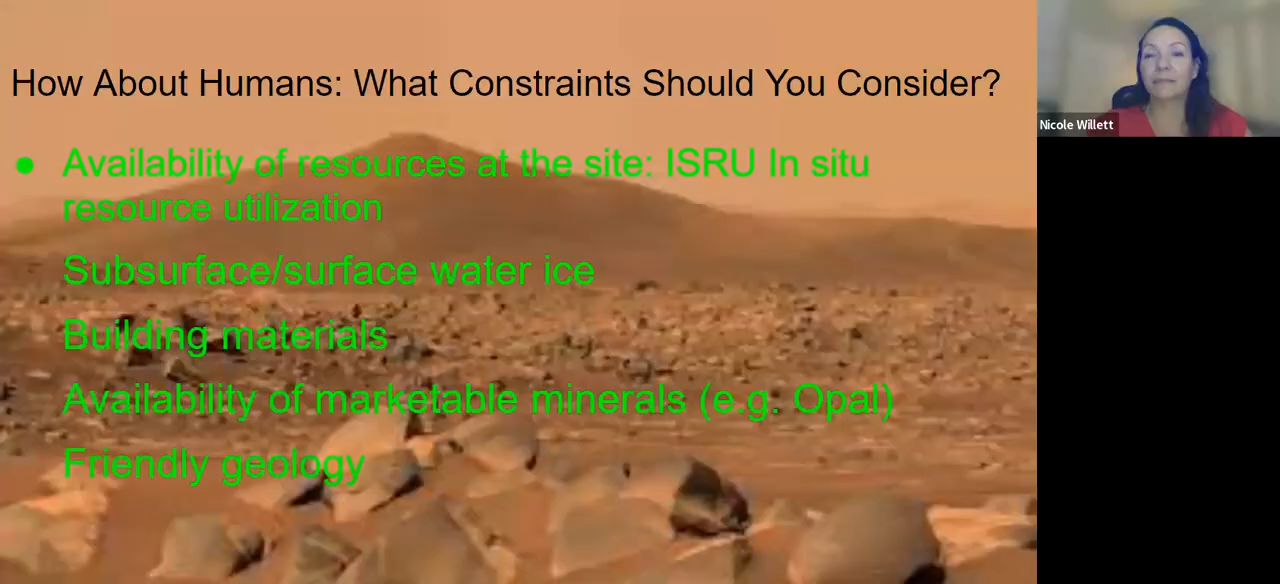 How About Humans: What Constraints Should You Consider?
● Availability of resources at the site: ISRU In situ
resource utilization
Subsurface/surface water ice
Building materials
Availability of marketable minerals (e.g. Opal)
Friendly geology
Nicole Willett